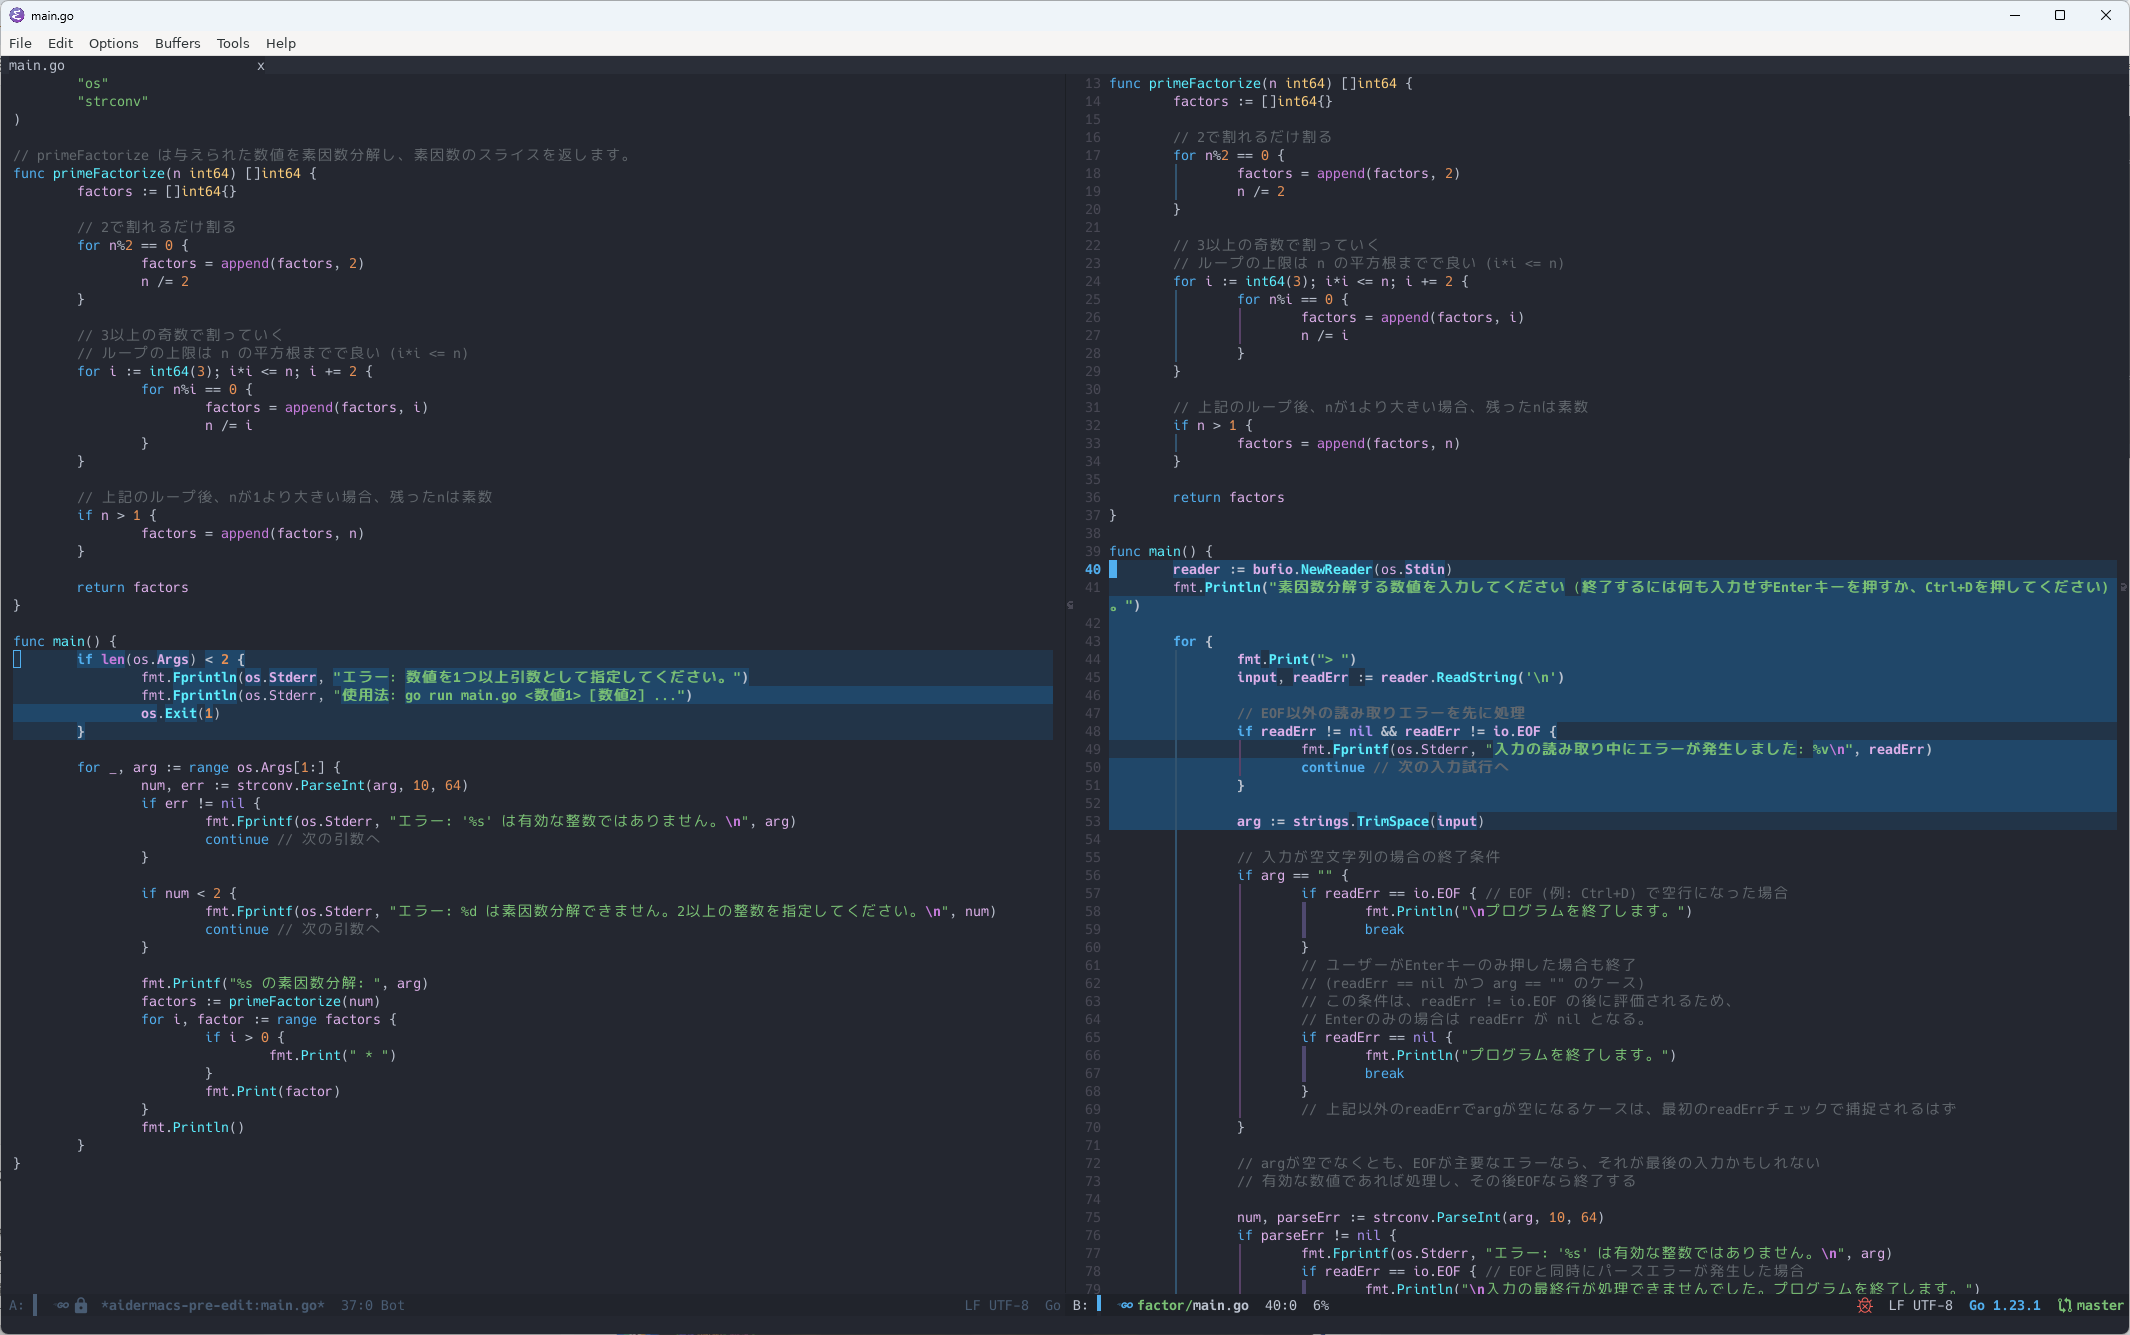 main.go
File Edit Options Buffers Tools Help
main.go x
"os"
"strconv"
)
// primeFactorize は与えられた数値を素因数分解し、素因数のスライスを返します。
func primeFactorize(n int64) []int64 {
factors := []int64{}
// 2で割れるだけ割る
for n%2 == 0 {
factors = append(factors, 2)
n /= 2
}
// 3以上の奇数で割っていく
// ループの上限は n の平方根までで良い (i*i <= n)
for i := int64(3); i*i <= n; i += 2 {
for n%i == 0 {
factors = append(factors, i)
n /= i
}
}
// 上記のループ後、nが1より大きい場合、残ったnは素数
if n > 1 {
factors = append(factors, n)
}
return factors
}
func main() {
if len(os.Args) < 2 {
fmt.Fprintln(os.Stderr, "エラー: 数値を1つ以上引数として指定してください。")
fmt.Fprintln(os.Stderr, "使用法: go run main.go <数値1> [数値2] ...")
os.Exit(1)
}
for _, arg := range os.Args[1:] {
num, err := strconv.ParseInt(arg, 10, 64)
if err != nil {
fmt.Fprintf(os.Stderr, "エラー: '%s' は有効な整数ではありません。\n", arg)
continue // 次の引数へ
}
if num < 2 {
fmt.Fprintf(os.Stderr, "エラー: %d は素因数分解できません。2以上の整数を指定してください。\n", num)
continue // 次の引数へ
}
fmt.Printf("%s の素因数分解: ", arg)
factors := primeFactorize(num)
for i, factor := range factors {
if i > 0 {
fmt.Print(" * ")
}
fmt.Print(factor)
}
fmt.Println()
}
}
A: *aidermacs-pre-edit:main.go* 37:0 Bot LF UTF-8 Go
13 func primeFactorize(n int64) []int64 {
14 factors := []int64{}
15
16 // 2で割れるだけ割る
17 for n%2 == 0 {
18 factors = append(factors, 2)
19 n /= 2
20 }
21
22 // 3以上の奇数で割っていく
23 // ループの上限は n の平方根までで良い (i*i <= n)
24 for i := int64(3); i*i <= n; i += 2 {
25 for n%i == 0 {
26 factors = append(factors, i)
27 n /= i
28 }
29 }
30
31 // 上記のループ後、nが1より大きい場合、残ったnは素数
32 if n > 1 {
33 factors = append(factors, n)
34 }
35
36 return factors
37 }
38
39 func main() {
40 reader := bufio.NewReader(os.Stdin)
41 fmt.Println("素因数分解する数値を入力してください (終了するには何も入力せずEnterキーを押すか、Ctrl+Dを押してください)
。")
42
43 for {
44 fmt.Print("> ")
45 input, readErr := reader.ReadString('\n')
46
47 // EOF以外の読み取りエラーを先に処理
48 if readErr != nil && readErr != io.EOF {
49 fmt.Fprintf(os.Stderr, "入力の読み取り中にエラーが発生しました: %v\n", readErr)
50 continue // 次の入力試行へ
51 }
52
53 arg := strings.TrimSpace(input)
54
55 // 入力が空文字列の場合の終了条件
56 if arg == "" {
57 if readErr == io.EOF { // EOF (例: Ctrl+D) で空行になった場合
58 fmt.Println("\nプログラムを終了します。")
59 break
60 }
61 // ユーザーがEnterキーのみ押した場合も終了
62 // (readErr == nil かつ arg == "" のケース)
63 // この条件は、readErr != io.EOF の後に評価されるため、
64 // Enterのみの場合は readErr が nil となる。
65 if readErr == nil {
66 fmt.Println("プログラムを終了します。")
67 break
68 }
69 // 上記以外のreadErrでargが空になるケースは、最初のreadErrチェックで捕捉されるはず
70 }
71
72 // argが空でなくとも、EOFが主要なエラーなら、それが最後の入力かもしれない
73 // 有効な数値であれば処理し、その後EOFなら終了する
74
75 num, parseErr := strconv.ParseInt(arg, 10, 64)
76 if parseErr != nil {
77 fmt.Fprintf(os.Stderr, "エラー: '%s' は有効な整数ではありません。\n", arg)
78 if readErr == io.EOF { // EOFと同時にパースエラーが発生した場合
79 fmt.Println("\n入力の最終行が処理できませんでした。プログラムを終了します。")
B: factor/main.go 40:0 6% LF UTF-8 Go 1.23.1 master